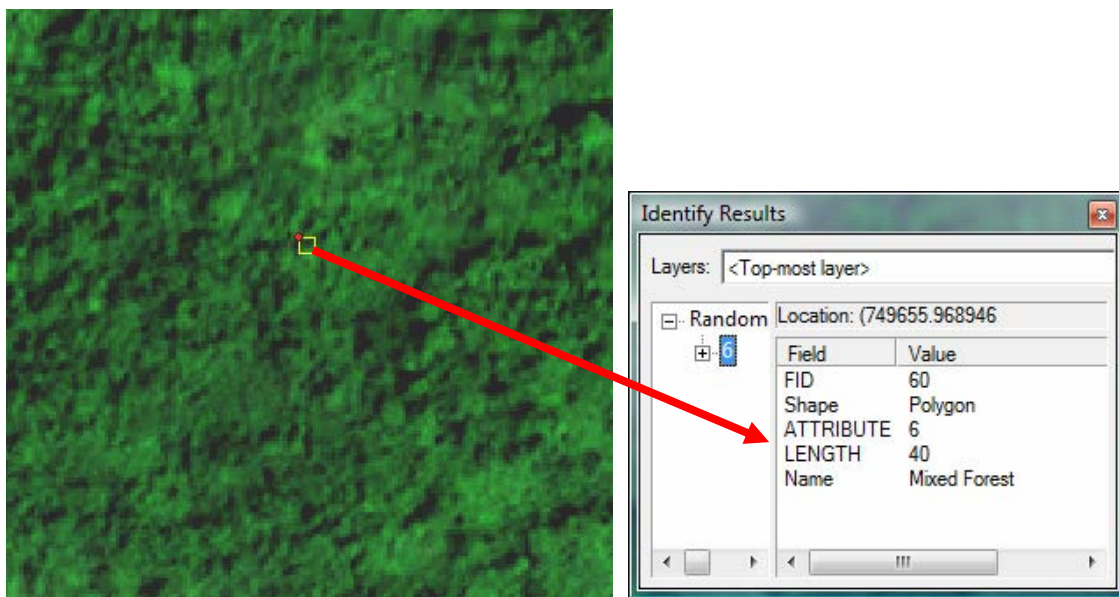 Identify Results
Layers: <Top-most layer>
Random
6
Location: (749655.968946
Field Value
FID 60
Shape Polygon
ATTRIBUTE 6
LENGTH 40
Name Mixed Forest